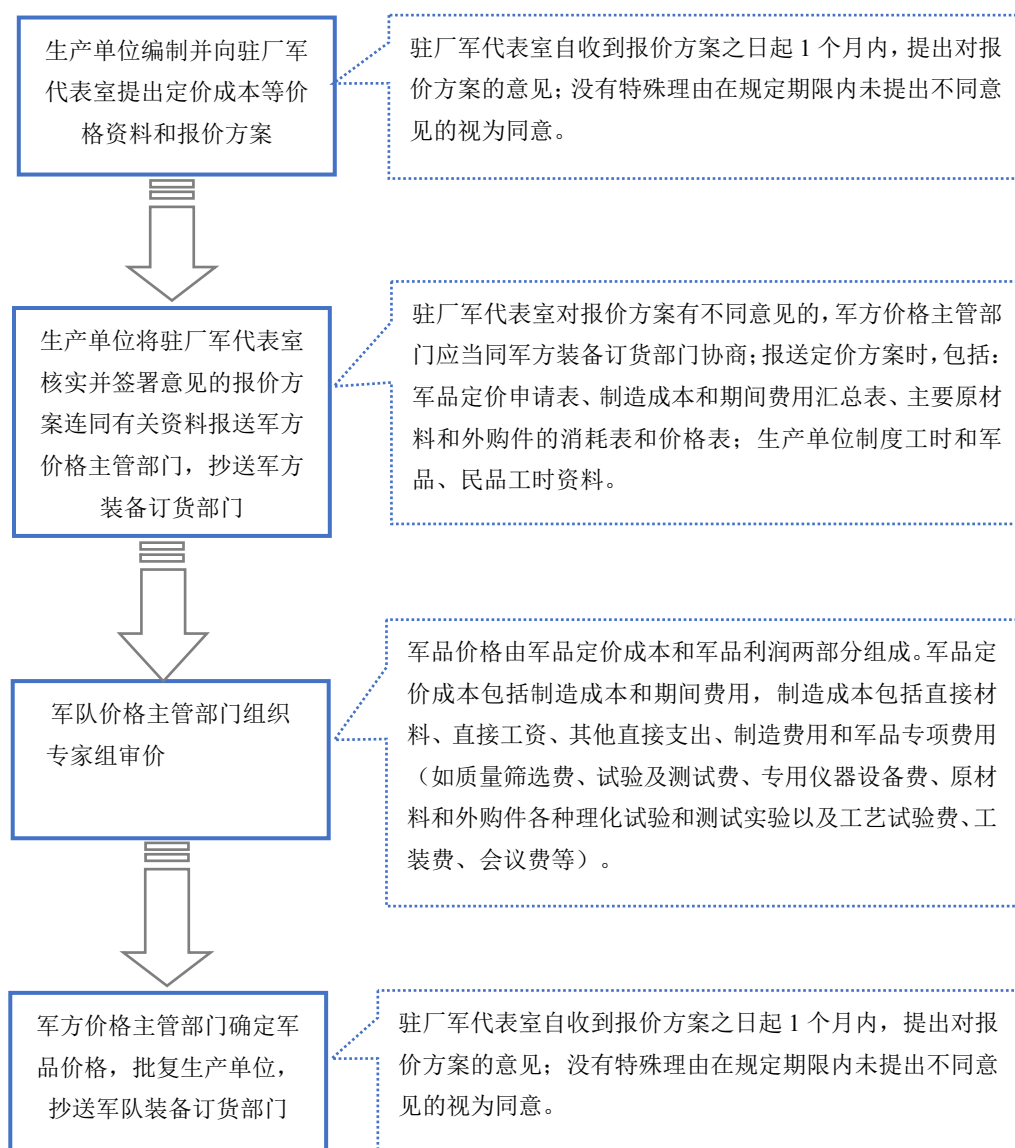 生产单位编制并向驻厂军
代表室提出定价成本等价
格资料和报价方案
驻厂军代表室自收到报价方案之日起 1 个月内，提出对报
价方案的意见；没有特殊理由在规定期限内未提出不同意
见的视为同意。
生产单位将驻厂军代表室
核实并签署意见的报价方
案连同有关资料报送军方
价格主管部门，抄送军方
装备订货部门
驻厂军代表室对报价方案有不同意见的，军方价格主管部
门应当同军方装备订货部门协商；报送定价方案时，包括：
军品定价申请表、制造成本和期间费用汇总表、主要原材
料和外购件的消耗表和价格表；生产单位制度工时和军
品、民品工时资料。
军队价格主管部门组织
专家组审价
军品价格由军品定价成本和军品利润两部分组成。军品定
价成本包括制造成本和期间费用，制造成本包括直接材
料、直接工资、其他直接支出、制造费用和军品专项费用
（如质量筛选费、试验及测试费、专用仪器设备费、原材
料和外购件各种理化试验和测试实验以及工艺试验费、工
装费、会议费等）。
军方价格主管部门确定军
品价格，批复生产单位，
抄送军队装备订货部门
驻厂军代表室自收到报价方案之日起 1 个月内，提出对报
价方案的意见；没有特殊理由在规定期限内未提出不同意
见的视为同意。